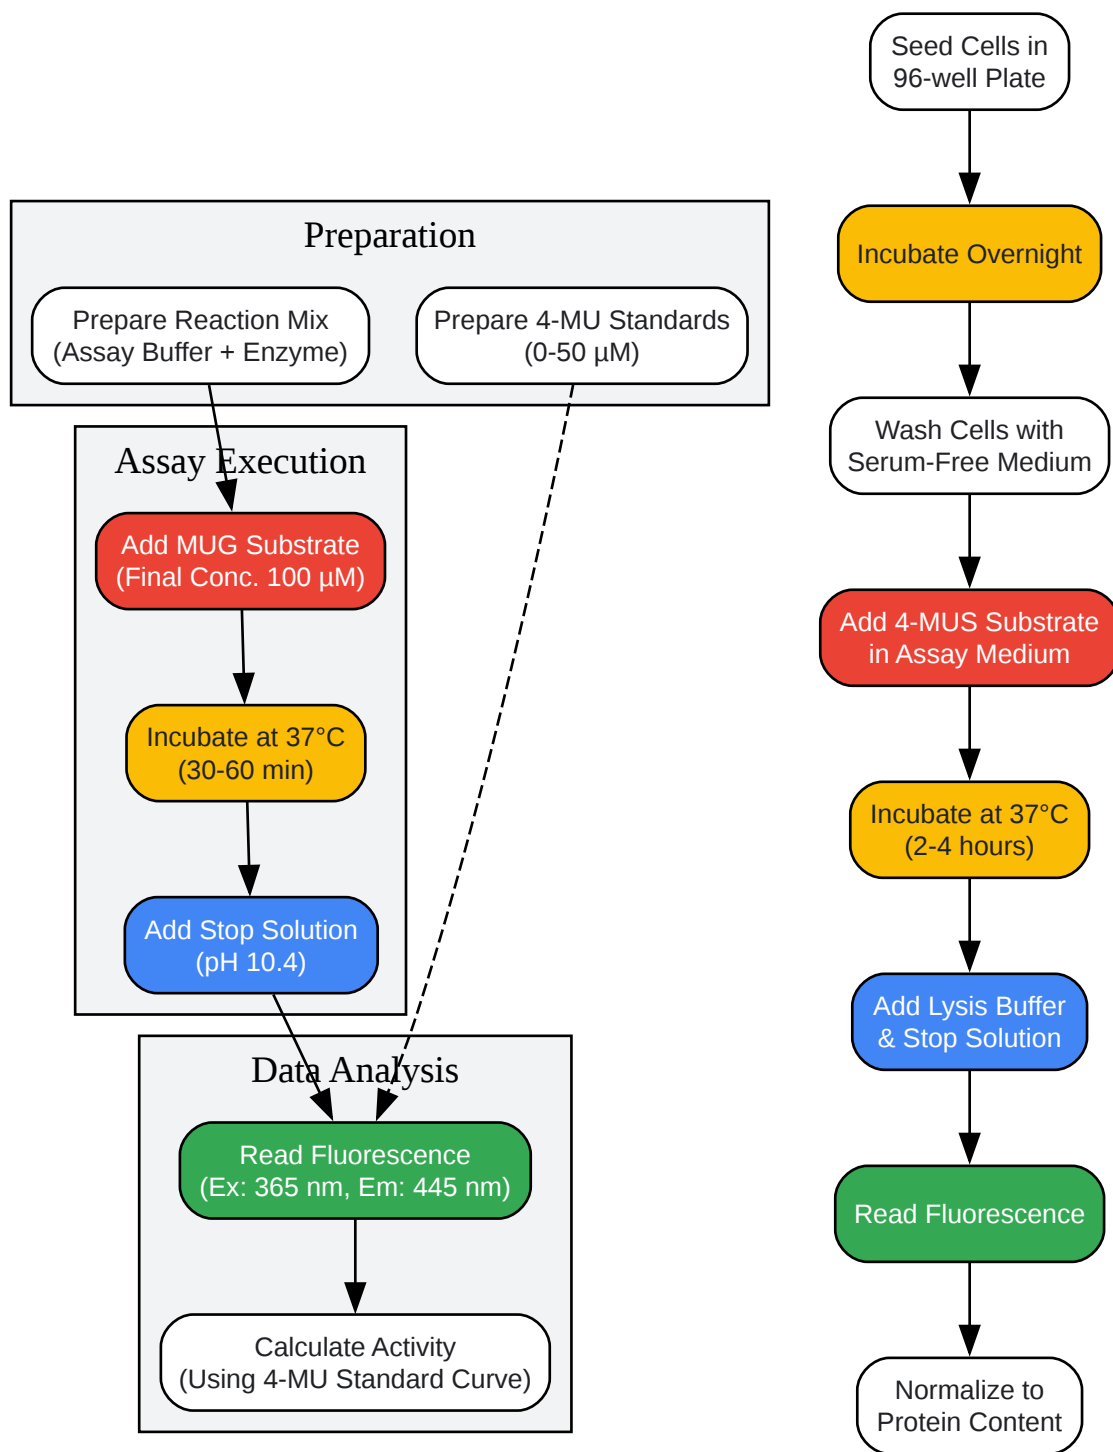 Preparation
Prepare Reaction Mix
(Assay Buffer + Enzyme)
Prepare 4-MU Standards
(0-50 µM)
Assay Execution
Add MUG Substrate
(Final Conc. 100 µM)
Incubate at 37°C
(30-60 min)
Add Stop Solution
(pH 10.4)
Data Analysis
Read Fluorescence
(Ex: 365 nm, Em: 445 nm)
Calculate Activity
(Using 4-MU Standard Curve)
Seed Cells in
96-well Plate
Incubate Overnight
Wash Cells with
Serum-Free Medium
Add 4-MUS Substrate
in Assay Medium
Incubate at 37°C
(2-4 hours)
Add Lysis Buffer
& Stop Solution
Read Fluorescence
Normalize to
Protein Content